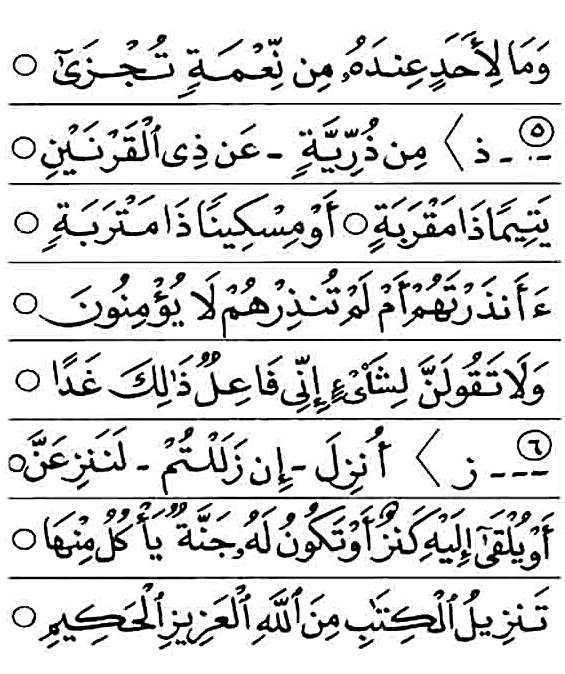 وَمَا لِأَحَدٍ عِندَهُۥ مِن نِّعْمَةٍ تُجْزَىٰٓ ○
٥ ـ ذ 〉 مِن ذُرِّيَّةٍ ـ عَن ذِى ٱلْقَرْنَيْنِ ○
يَتِيمًا ذَا مَقْرَبَةٍ ○ أَوْ مِسْكِينًا ذَا مَتْرَبَةٍ ○
ءَأَنذَرْتَهُمْ أَمْ لَمْ تُنذِرْهُمْ لَا يُؤْمِنُونَ ○
وَلَا تَقُولَنَّ لِشَا۟ىْءٍ إِنِّى فَاعِلٌ ذَٰلِكَ غَدًا ○
٦ ـ ز 〉 أُنزِلَ ـ إِن زَلَلْتُمْ ـ لَنَنزِعَنَّ ○
أَوْ يُلْقَىٰٓ إِلَيْهِ كَنزٌ أَوْ تَكُونُ لَهُۥ جَنَّةٌ يَأْكُلُ مِنْهَا ○
تَنزِيلُ ٱلْكِتَٰبِ مِنَ ٱللَّهِ ٱلْعَزِيزِ ٱلْحَكِيمِ ○